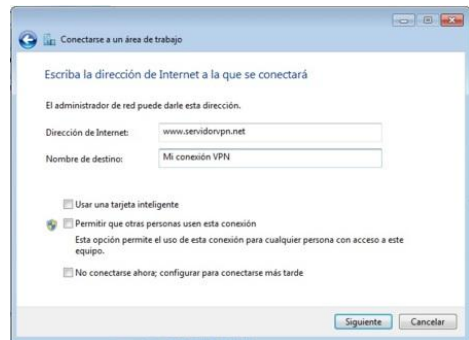 Conectarse a un área de trabajo
Escriba la dirección de Internet a la que se conectará
El administrador de red puede darle esta dirección.
Dirección de Internet: www.servidorvpn.net
Nombre de destino: Mi conexión VPN
Usar una tarjeta inteligente
Permitir que otras personas usen esta conexión
Esta opción permite el uso de esta conexión para cualquier persona con acceso a este
equipo.
No conectarse ahora; configurar para conectarse más tarde
Siguiente Cancelar